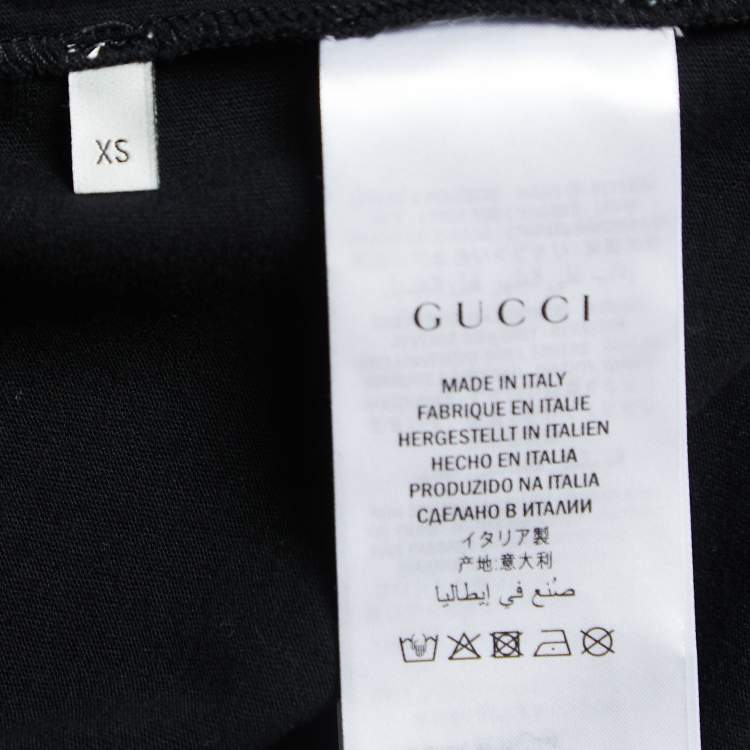 XS
GUCCI
MADE IN ITALY
FABRIQUE EN ITALIE
HERGESTELLT IN ITALIEN
HECHO EN ITALIA
PRODUZIDO NA ITALIA
СДЕЛАНО В ИТАЛИИ
イタリア製
产地:意大利
صُنع في إيطاليا